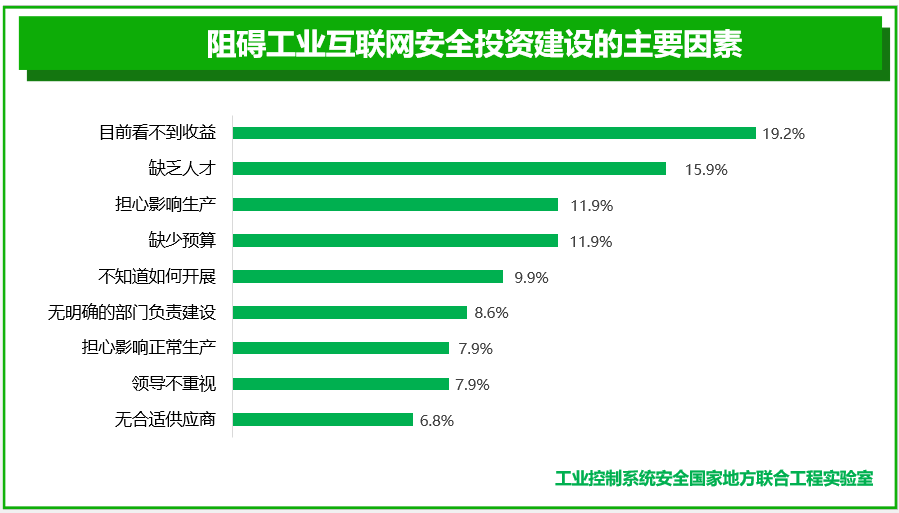 阻碍工业互联网安全投资建设的主要因素
目前看不到收益 19.2%
缺乏人才 15.9%
担心影响生产 11.9%
缺少预算 11.9%
不知道如何开展 9.9%
无明确的部门负责建设 8.6%
担心影响正常生产 7.9%
领导不重视 7.9%
无合适供应商 6.8%
工业控制系统安全国家地方联合工程实验室